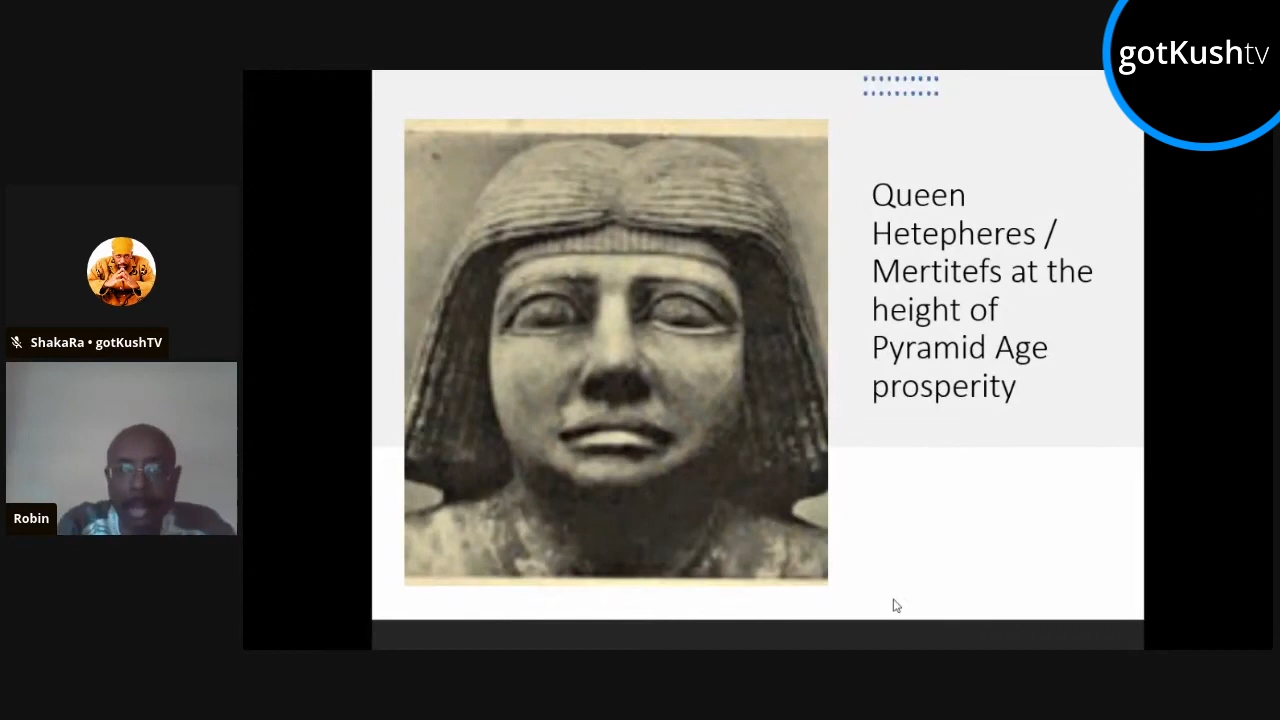 gotKushtv
Queen
Hetepheres /
Mertitefs at the
height of
Pyramid Age
prosperity
ShakaRa • gotKushTV
Robin